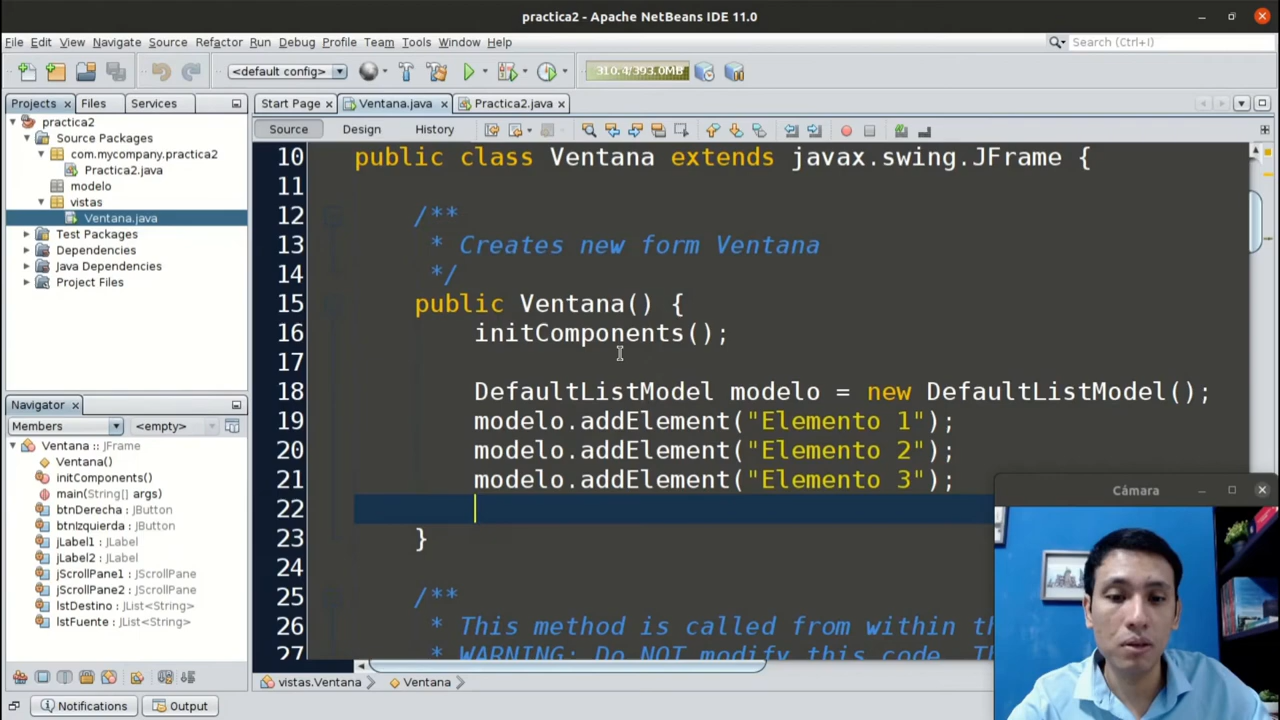 practica2 - Apache NetBeans IDE 11.0
File Edit View Navigate Source Refactor Run Debug Profile Team Tools Window Help
Search (Ctrl+I)
<default config>
310.4/393.0MB
Projects Files Services
Start Page Ventana.java Practica2.java
Source Design History
practica2
Source Packages
com.mycompany.practica2
Practica2.java
modelo
vistas
Ventana.java
Test Packages
Dependencies
Java Dependencies
Project Files
Navigator
Members <empty>
Ventana :: JFrame
Ventana()
initComponents()
main(String[] args)
btnDerecha : JButton
btnIzquierda : JButton
jLabel1 : JLabel
jLabel2 : JLabel
jScrollPane1 : JScrollPane
jScrollPane2 : JScrollPane
lstDestino : JList<String>
lstFuente : JList<String>
10 public class Ventana extends javax.swing.JFrame {
11
12 /**
13 * Creates new form Ventana
14 */
15 public Ventana() {
16 initComponents();
17
18 DefaultListModel modelo = new DefaultListModel();
19 modelo.addElement("Elemento 1");
20 modelo.addElement("Elemento 2");
21 modelo.addElement("Elemento 3");
22
23 }
24
25 /**
26 * This method is called from within
27 * WARNING: Do NOT modify this code.
Cámara
vistas.Ventana Ventana
Notifications Output